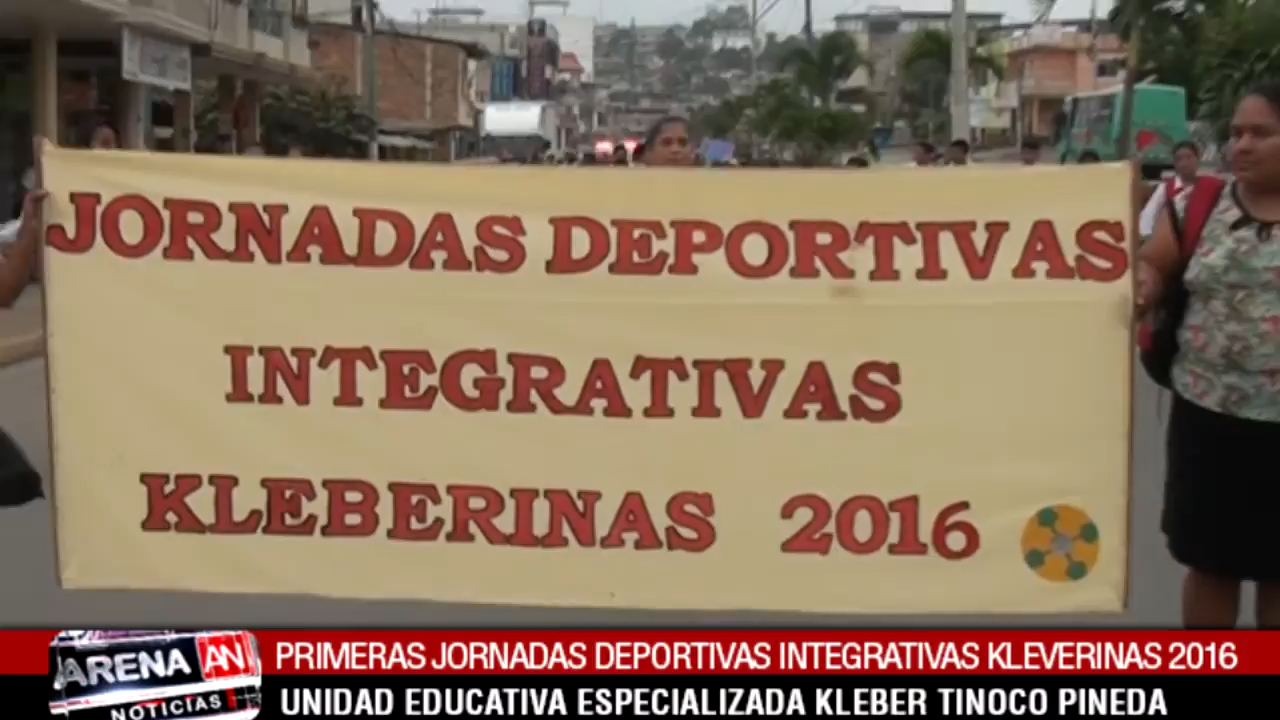 JORNADAS DEPORTIVAS
INTEGRATIVAS
KLEBERINAS 2016
ARENA AN
NOTICIAS
PRIMERAS JORNADAS DEPORTIVAS INTEGRATIVAS KLEVERINAS 2016
UNIDAD EDUCATIVA ESPECIALIZADA KLEBER TINOCO PINEDA